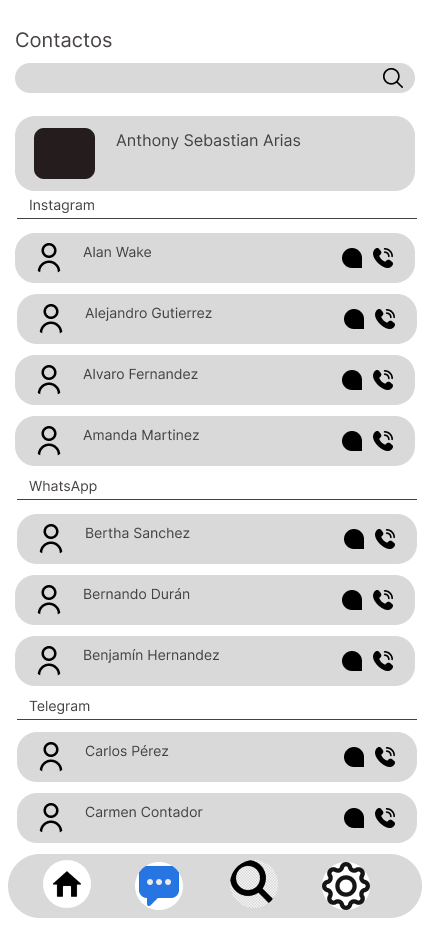 Contactos
Anthony Sebastian Arias
Instagram
Alan Wake
Alejandro Gutierrez
Alvaro Fernandez
Amanda Martinez
WhatsApp
Bertha Sanchez
Bernando Durán
Benjamín Hernandez
Telegram
Carlos Pérez
Carmen Contador